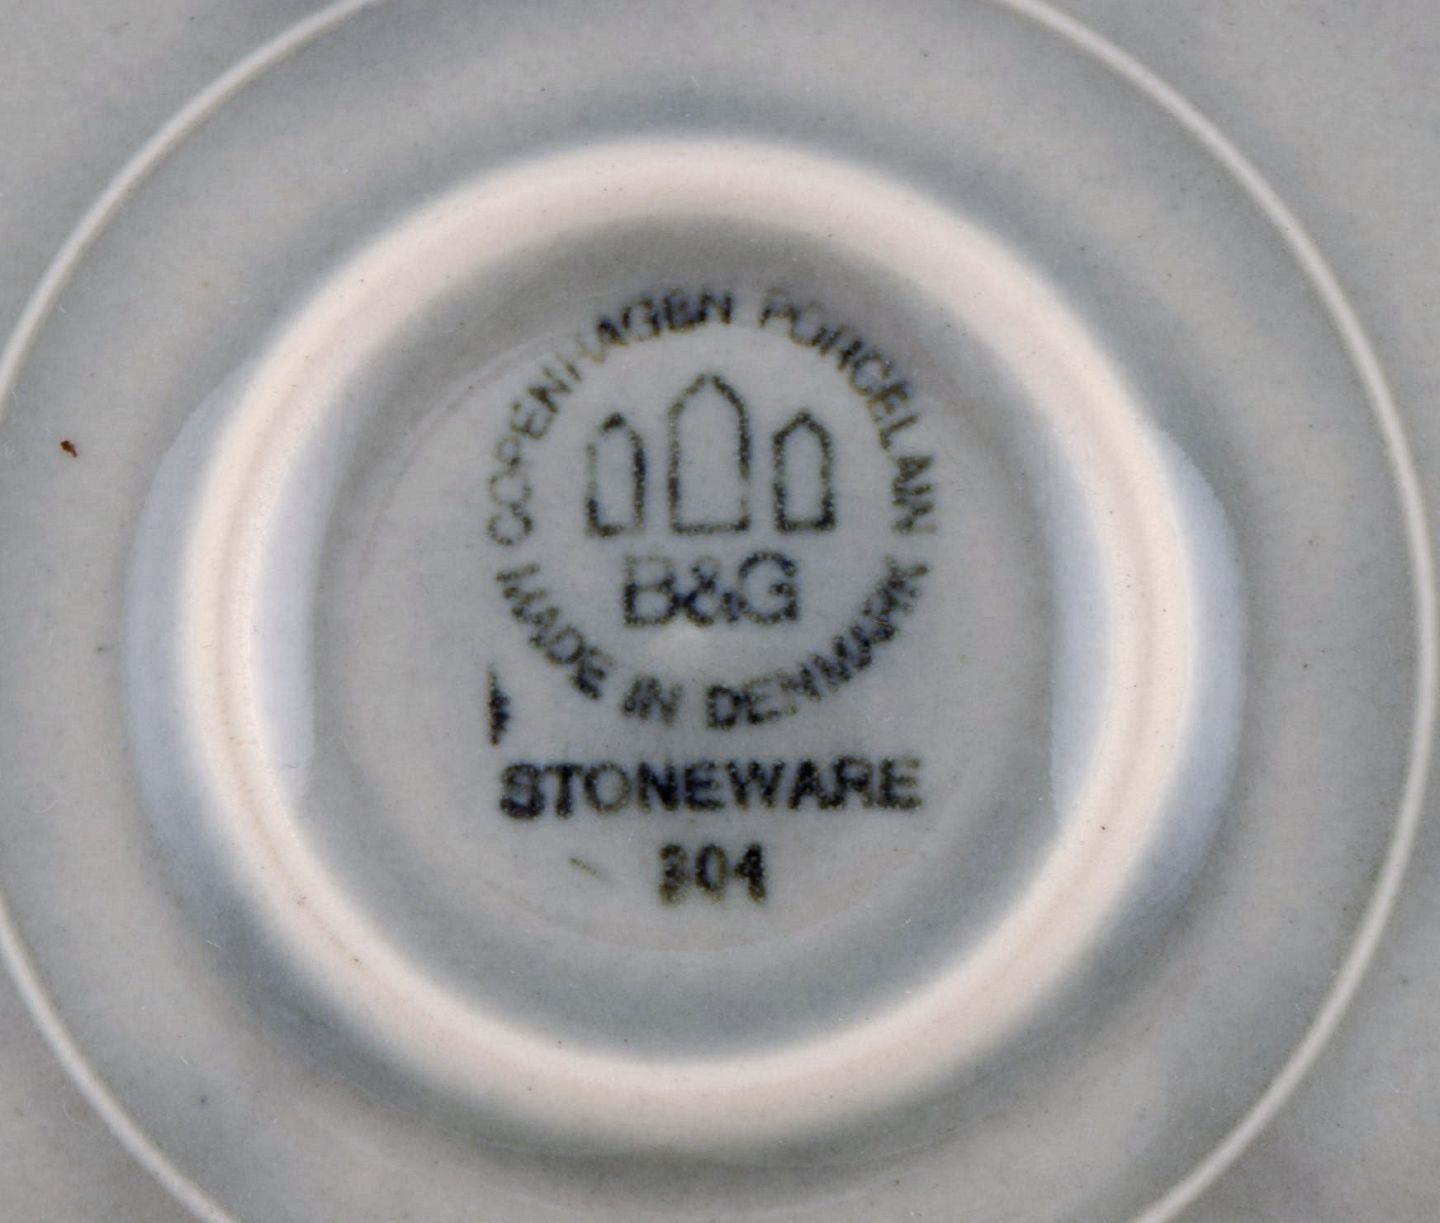 COPENHAGEN PORCELAIN
B&G
MADE IN DENMARK
STONEWARE
304